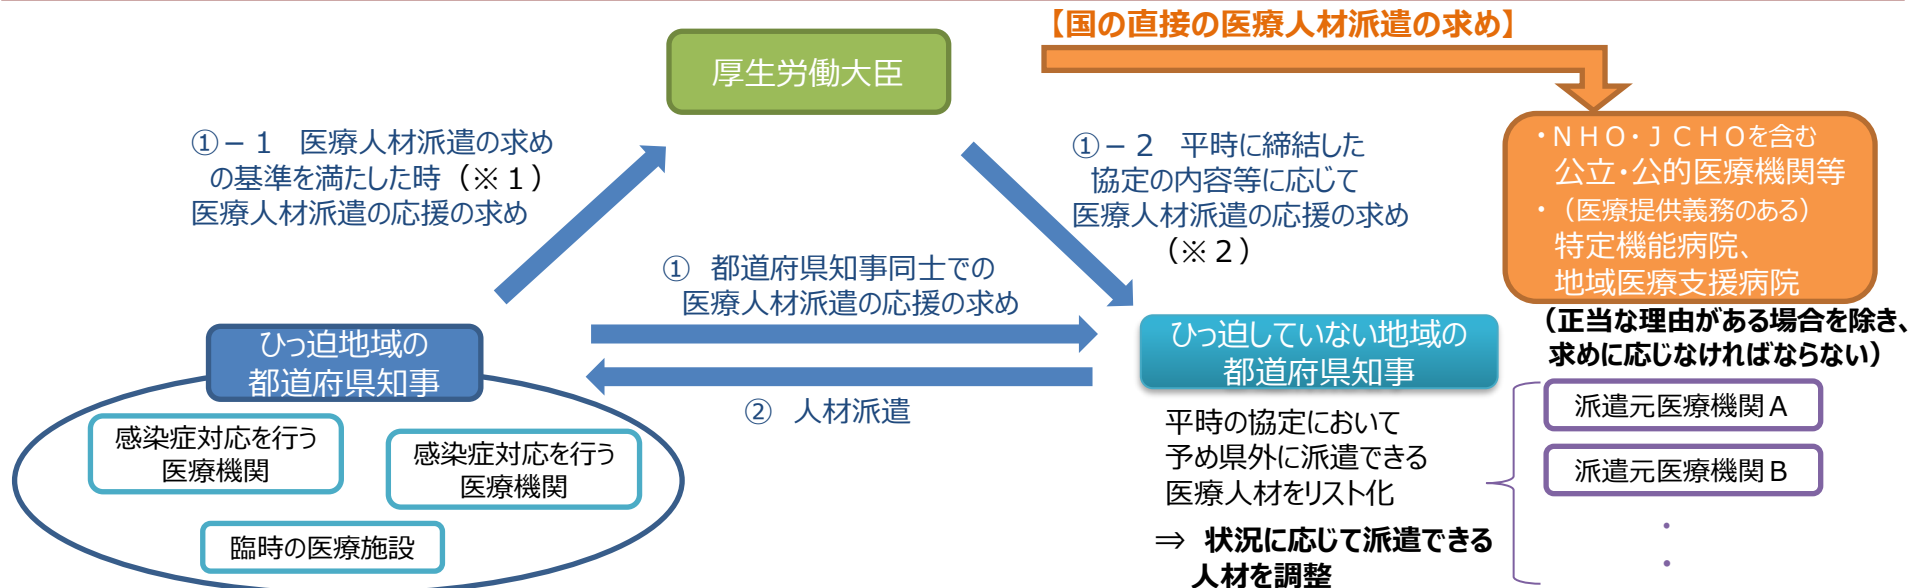 【国の直接の医療人材派遣の求め】
厚生労働大臣
①－１　医療人材派遣の求め
の基準を満たした時（※１）
医療人材派遣の応援の求め
①－２　平時に締結した
協定の内容等に応じて
医療人材派遣の応援の求め
（※２）
・ＮＨＯ・ＪＣＨＯを含む
公立・公的医療機関等
・（医療提供義務のある）
特定機能病院、
地域医療支援病院
（正当な理由がある場合を除き、
求めに応じなければならない）
①　都道府県知事同士での
医療人材派遣の応援の求め
ひっ迫地域の
都道府県知事
ひっ迫していない地域の
都道府県知事
②　人材派遣
感染症対応を行う
医療機関
感染症対応を行う
医療機関
臨時の医療施設
平時の協定において
予め県外に派遣できる
医療人材をリスト化
⇒　状況に応じて派遣できる
人材を調整
派遣元医療機関Ａ
派遣元医療機関Ｂ
・
・